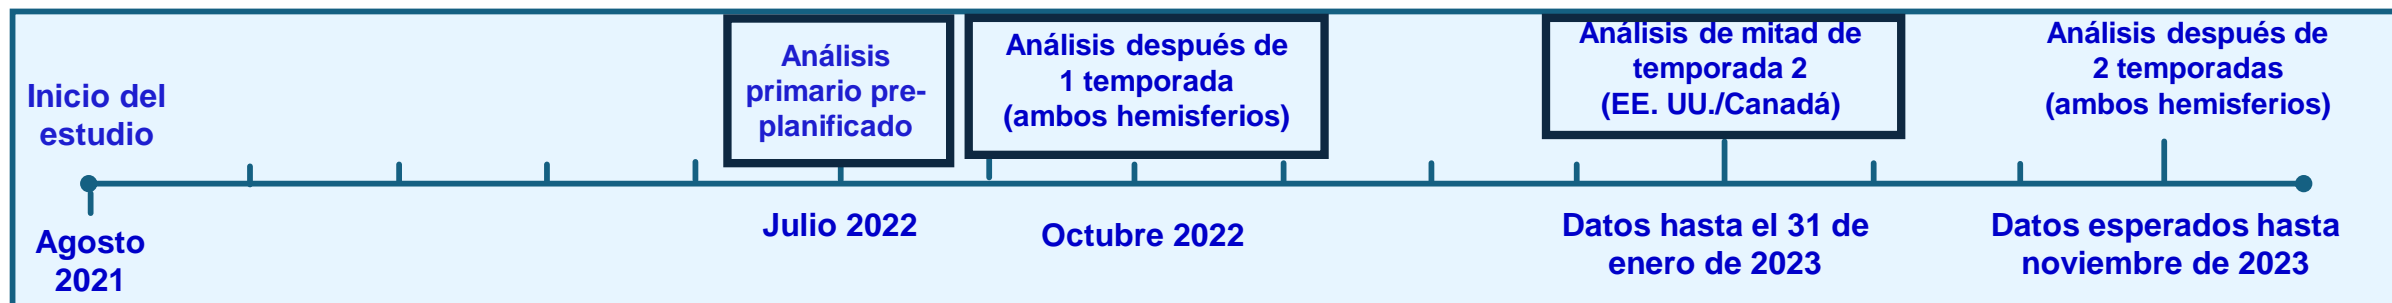 Inicio del
estudio
Análisis
primario pre-
planificado
Análisis después de
1 temporada
(ambos hemisferios)
Análisis de mitad de
temporada 2
(EE. UU./Canadá)
Análisis después de
2 temporadas
(ambos hemisferios)
Agosto
2021
Julio 2022
Octubre 2022
Datos hasta el 31 de
enero de 2023
Datos esperados hasta
noviembre de 2023